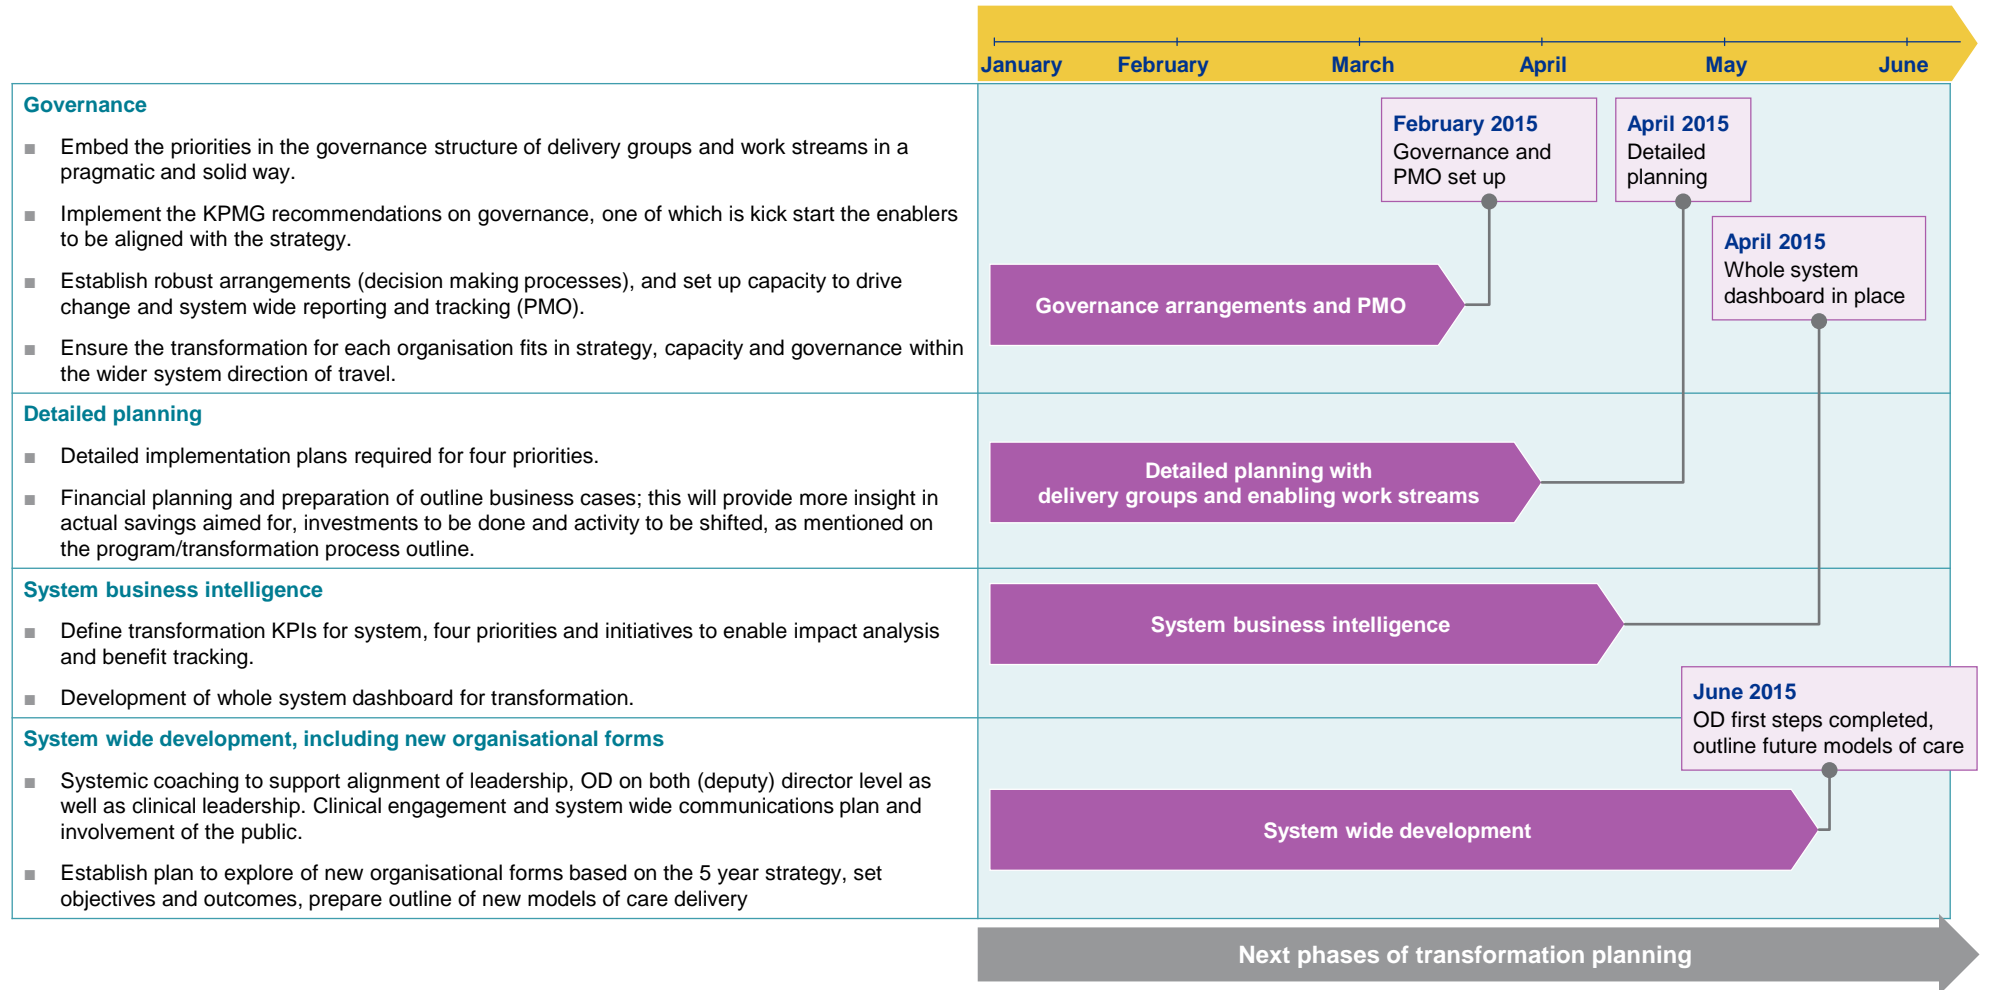 January February March April May June
Governance
■ Embed the priorities in the governance structure of delivery groups and work streams in a
pragmatic and solid way.
■ Implement the KPMG recommendations on governance, one of which is kick start the enablers
to be aligned with the strategy.
■ Establish robust arrangements (decision making processes), and set up capacity to drive
change and system wide reporting and tracking (PMO).
■ Ensure the transformation for each organisation fits in strategy, capacity and governance within
the wider system direction of travel.
February 2015
Governance and
PMO set up
April 2015
Detailed
planning
April 2015
Whole system
dashboard in place
Governance arrangements and PMO
Detailed planning
■ Detailed implementation plans required for four priorities.
■ Financial planning and preparation of outline business cases; this will provide more insight in
actual savings aimed for, investments to be done and activity to be shifted, as mentioned on
the program/transformation process outline.
Detailed planning with
delivery groups and enabling work streams
System business intelligence
■ Define transformation KPIs for system, four priorities and initiatives to enable impact analysis
and benefit tracking.
■ Development of whole system dashboard for transformation.
System business intelligence
June 2015
OD first steps completed,
outline future models of care
System wide development, including new organisational forms
■ Systemic coaching to support alignment of leadership, OD on both (deputy) director level as
well as clinical leadership. Clinical engagement and system wide communications plan and
involvement of the public.
■ Establish plan to explore of new organisational forms based on the 5 year strategy, set
objectives and outcomes, prepare outline of new models of care delivery
System wide development
Next phases of transformation planning